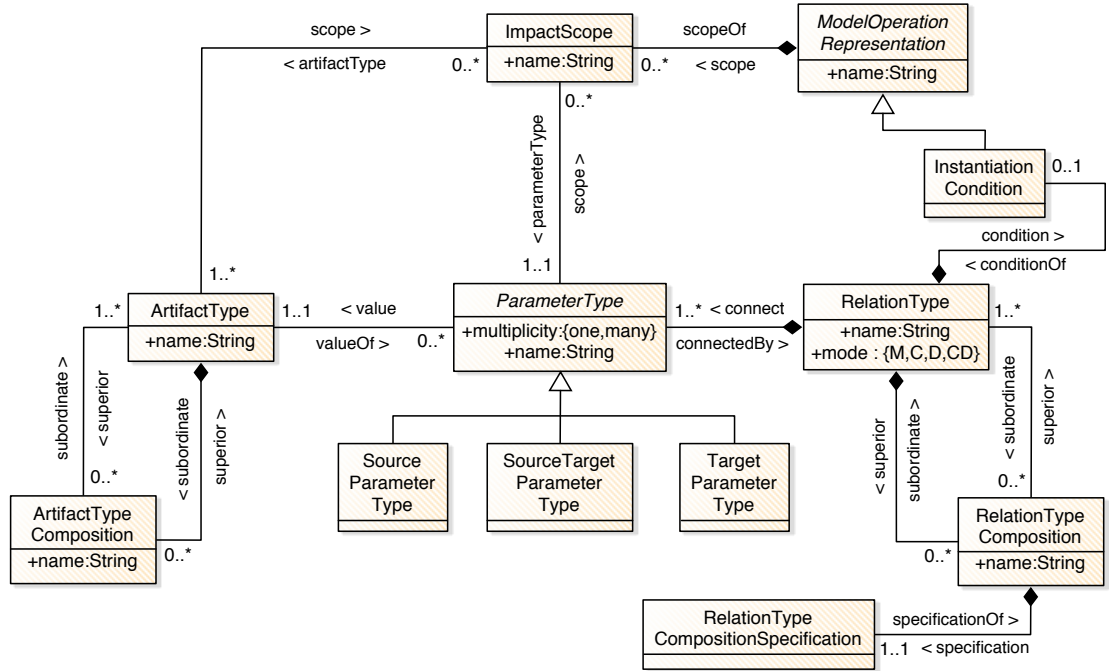 scope >
< artifactType
0..*
ImpactScope
+name:String
scopeOf
0..*
< scope
ModelOperation
Representation
+name:String
0..*
< parameterType
scope >
1..1
Instantiation
Condition
0..1
condition >
< conditionOf
1..*
1..*
ArtifactType
+name:String
1..1
< value
valueOf >
0..*
ParameterType
+multiplicity:{one,many}
+name:String
1..*
< connect
connectedBy >
RelationType
+name:String
+mode : {M,C,D,CD}
1..*
subordinate >
< superior
0..*
< subordinate
superior >
0..*
ArtifactType
Composition
+name:String
Source
Parameter
Type
SourceTarget
Parameter
Type
Target
Parameter
Type
< superior
subordinate >
0..*
< subordinate
superior >
0..*
RelationType
Composition
+name:String
RelationType
CompositionSpecification
specificationOf >
1..1
< specification